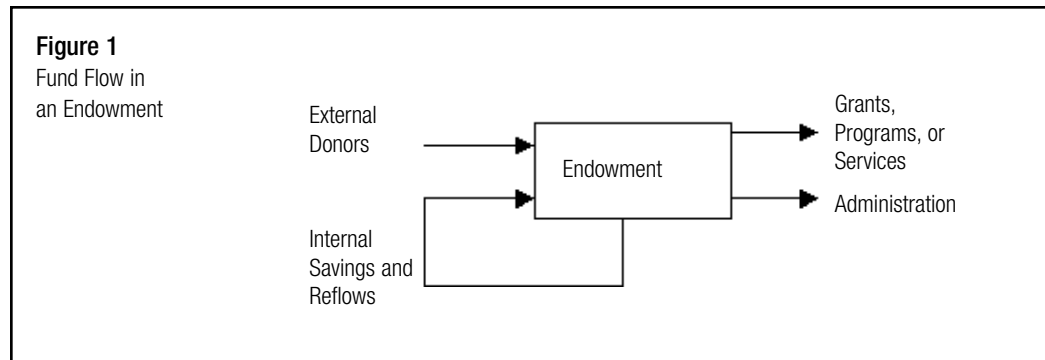 Figure 1
Fund Flow in
an Endowment
External
Donors
Endowment
Grants,
Programs, or
Services
Administration
Internal
Savings and
Reflows